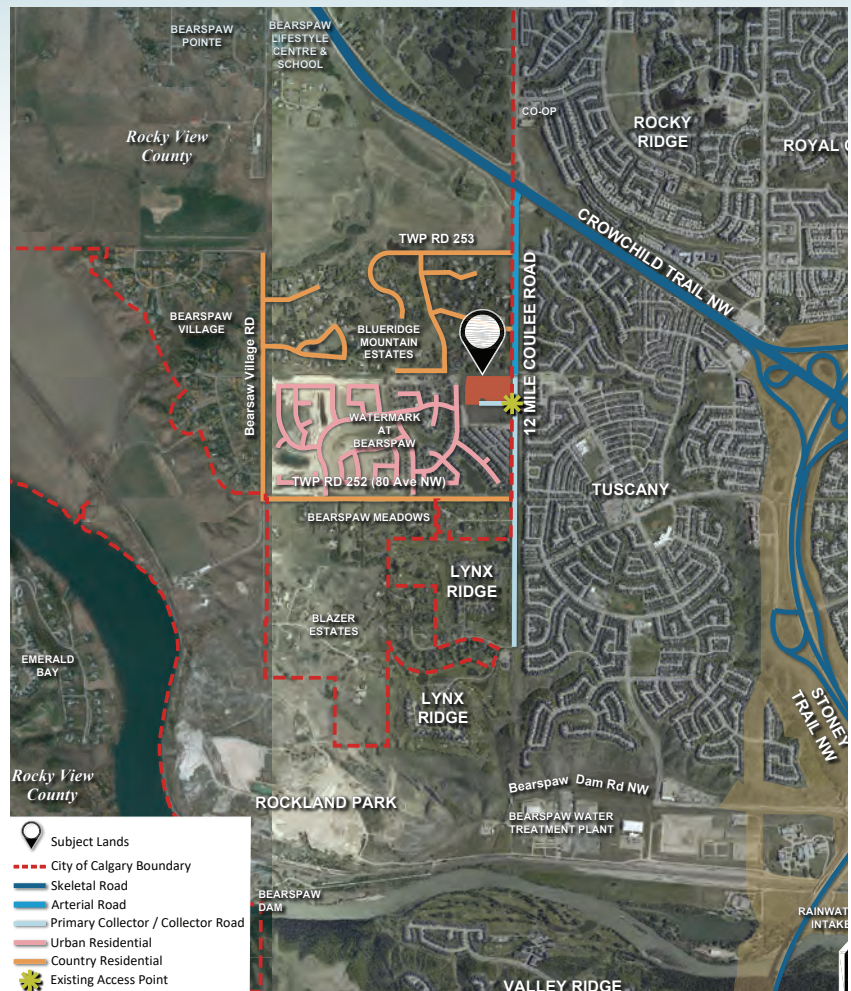 BEARSPAW
POINTE
BEARSPAW
LIFESTYLE
CENTRE &
SCHOOL
CO-OP
ROCKY
RIDGE
ROYAL
Rocky View
County
CROWCHILD TRAIL NW
TWP RD 253
12 MILE COULEE ROAD
BEARSPAW
VILLAGE
Bearsaw Village RD
BLUERIDGE
MOUNTAIN
ESTATES
WATERMARK
AT
BEARSPAW
TWP RD 252 (80 Ave NW)
TUSCANY
BEARSPAW MEADOWS
LYNX
RIDGE
BLAZER
ESTATES
EMERALD
BAY
LYNX
RIDGE
STONEY
TRAIL NW
Rocky View
County
ROCKLAND PARK
Bearspaw Dam Rd NW
BEARSPAW WATER
TREATMENT PLANT
BEARSPAW
DAM
RAINWAT
INTAKE
VALLEY RIDGE
Subject Lands
City of Calgary Boundary
Skeletal Road
Arterial Road
Primary Collector / Collector Road
Urban Residential
Country Residential
Existing Access Point